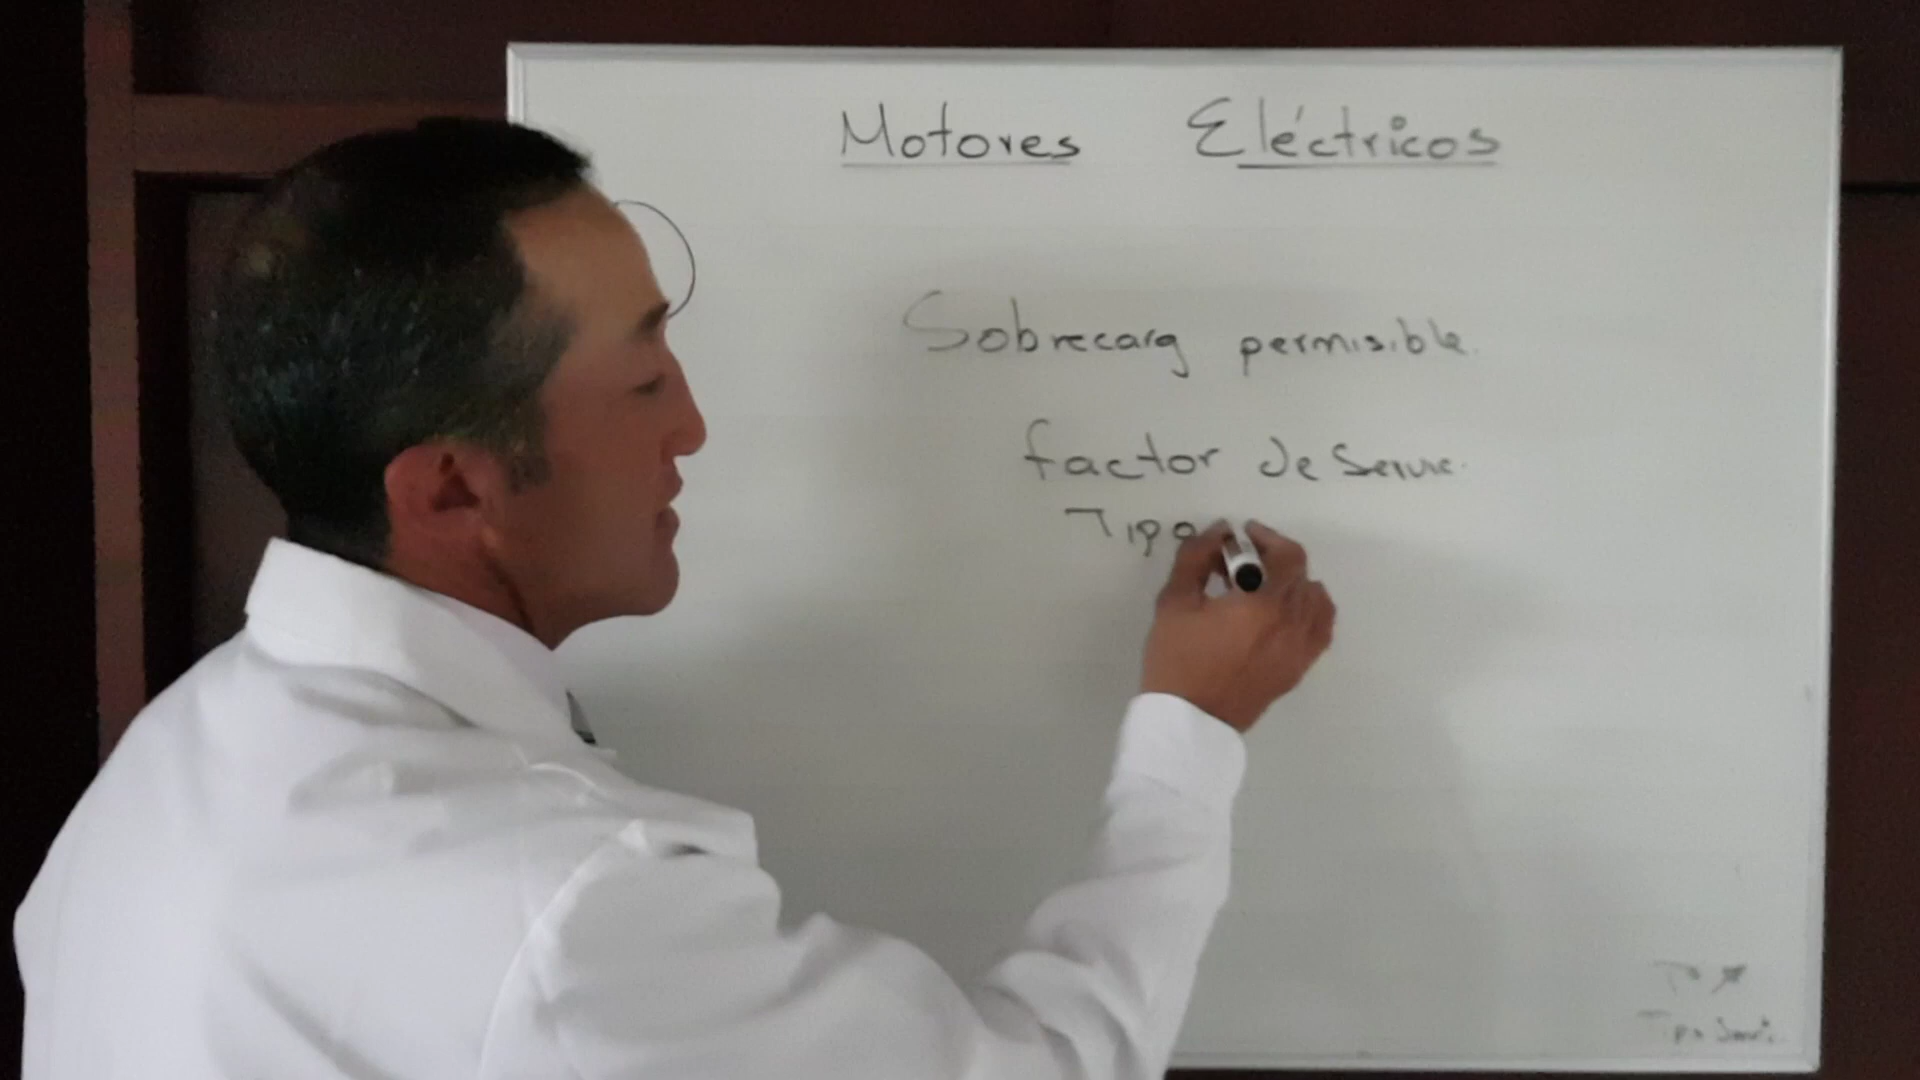 Motores Eléctricos
Sobrecarg permisible.
factor de Servic.
Tipo